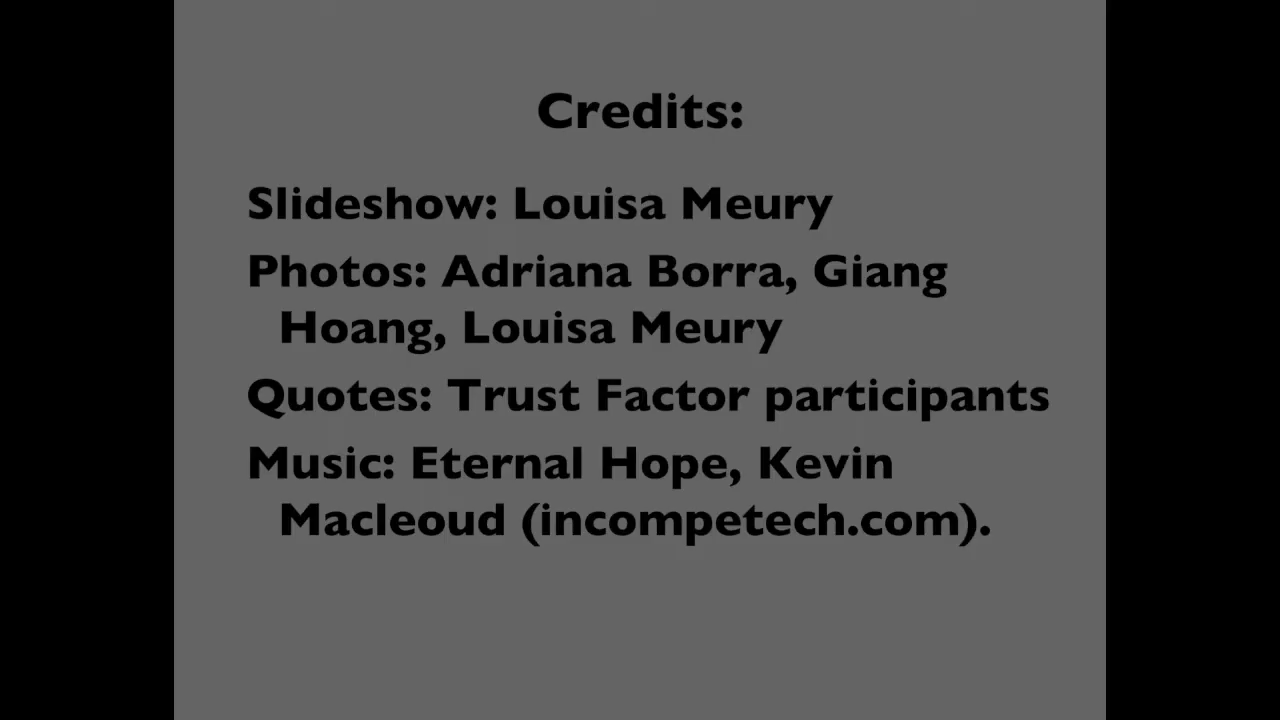 Credits:
Slideshow: Louisa Meury
Photos: Adriana Borra, Giang
Hoang, Louisa Meury
Quotes: Trust Factor participants
Music: Eternal Hope, Kevin
Macleoud (incompetech.com).